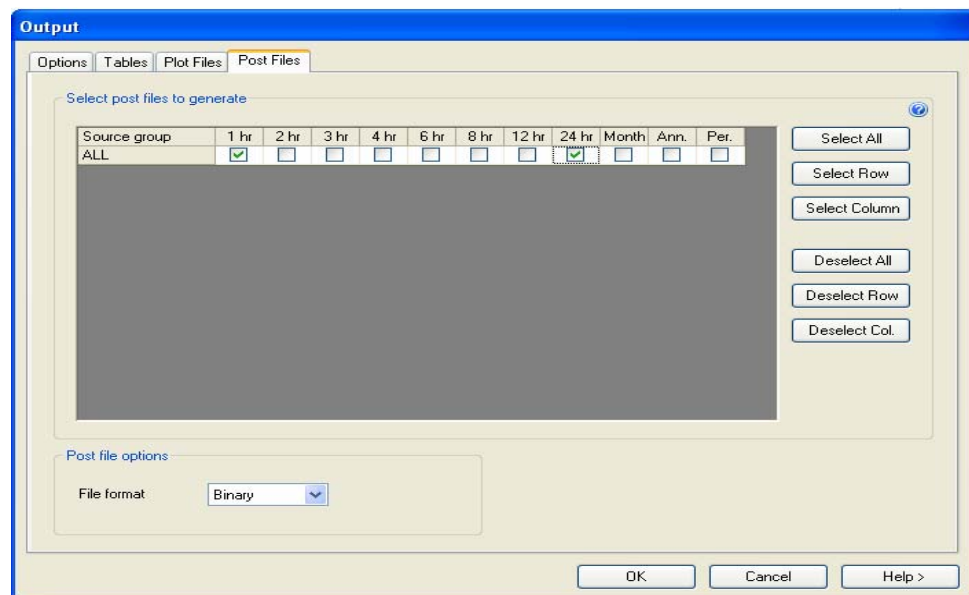 Output
Options Tables Plot Files Post Files
Select post files to generate
Source group 1 hr 2 hr 3 hr 4 hr 6 hr 8 hr 12 hr 24 hr Month Ann. Per.
ALL
Select All
Select Row
Select Column
Deselect All
Deselect Row
Deselect Col.
Post file options
File format Binary
OK Cancel Help >